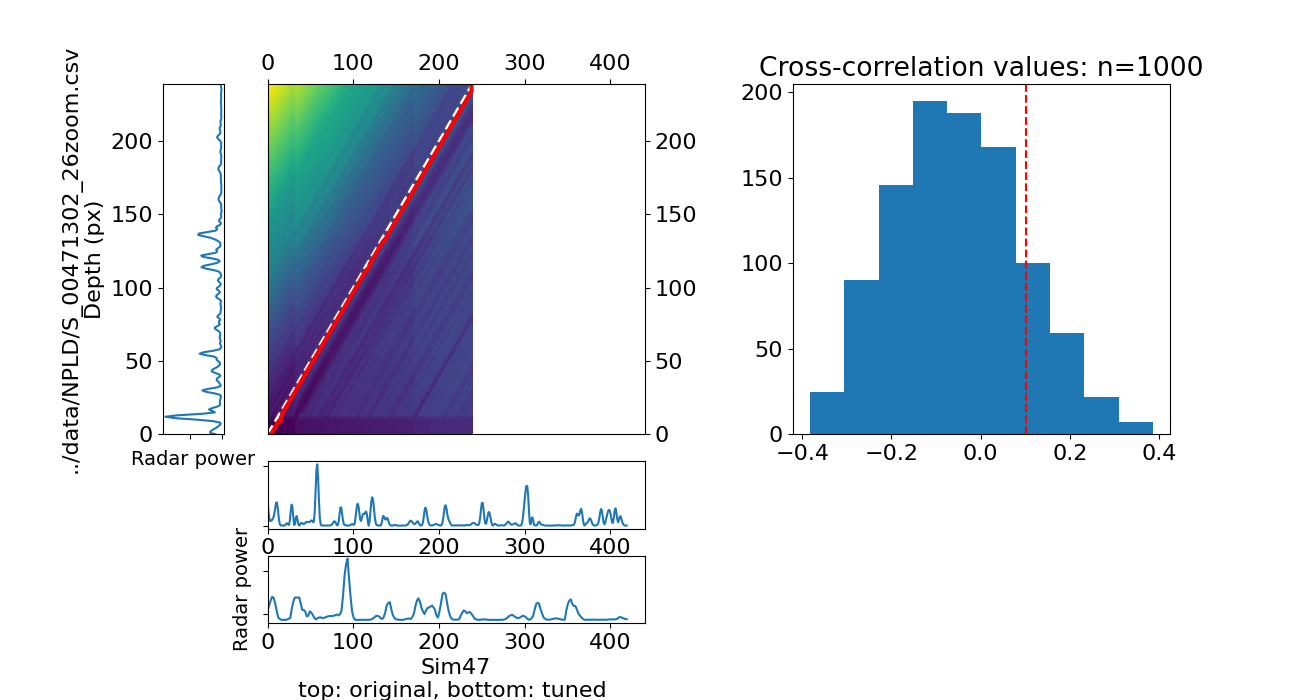 0 100 200 300 400
Cross-correlation values: n=1000
../data/NPLD/S_00471302_26zoom.csv
Depth (px)
200
150
100
50
0
200
150
100
50
0
200
150
100
50
0
−0.4 −0.2 0.0 0.2 0.4
Radar power
0 100 200 300 400
Radar power
0 100 200 300 400
Sim47
top: original, bottom: tuned